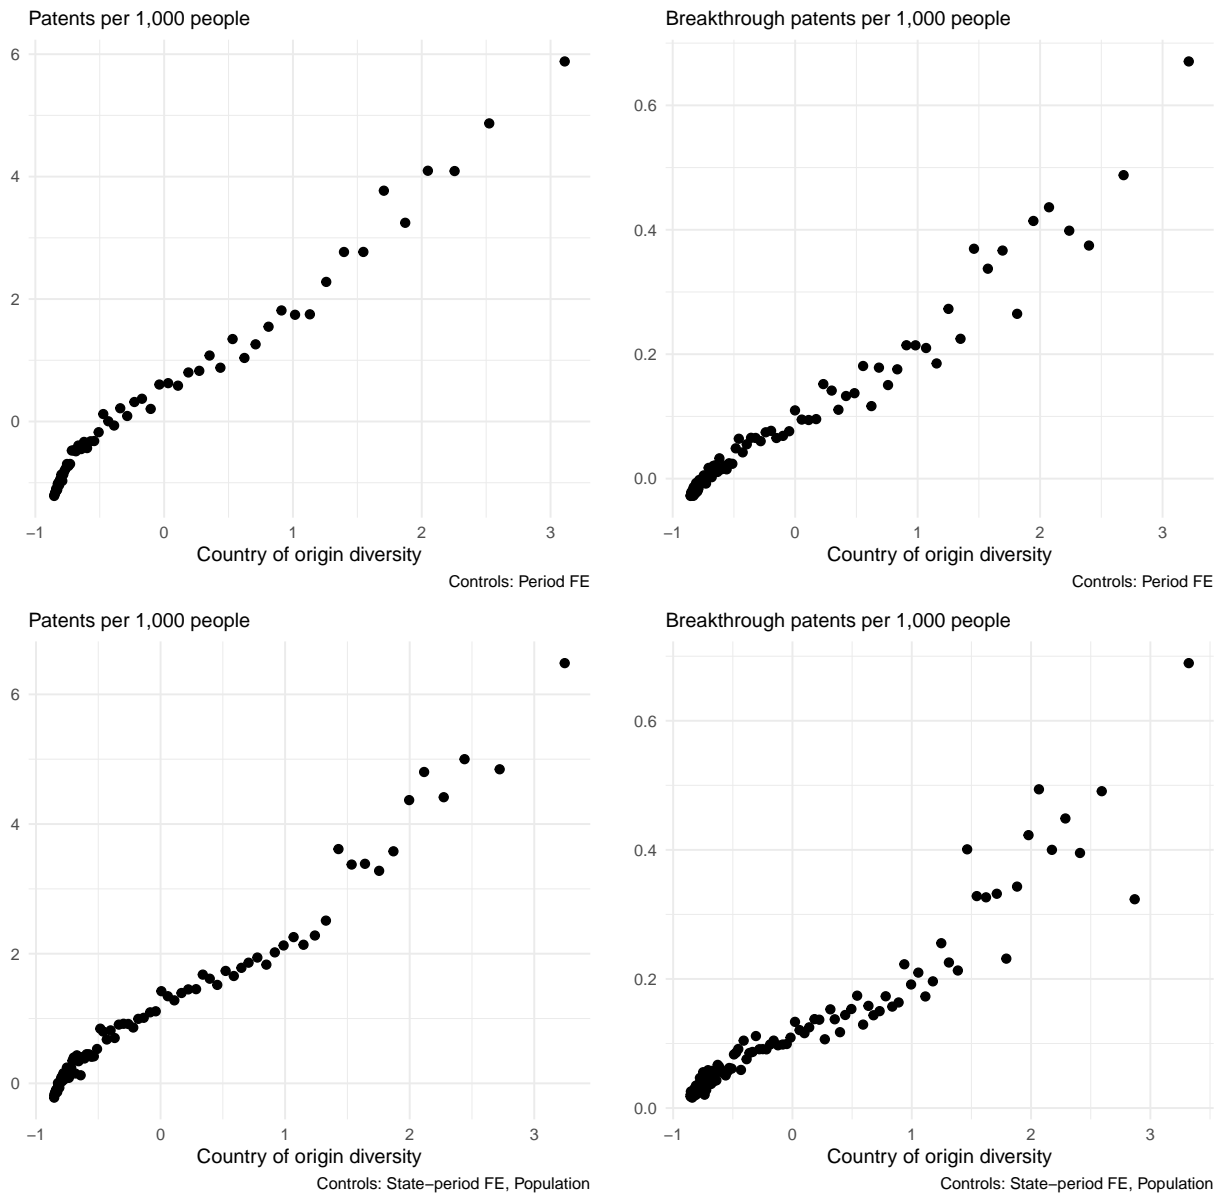 Patents per 1,000 people
6
4
2
0
−1 0 1 2 3
Country of origin diversity
Controls: Period FE
Breakthrough patents per 1,000 people
0.6
0.4
0.2
0.0
−1 0 1 2 3
Country of origin diversity
Controls: Period FE
Patents per 1,000 people
6
4
2
0
−1 0 1 2 3
Country of origin diversity
Controls: State−period FE, Population
Breakthrough patents per 1,000 people
0.6
0.4
0.2
0.0
−1 0 1 2 3
Country of origin diversity
Controls: State−period FE, Population